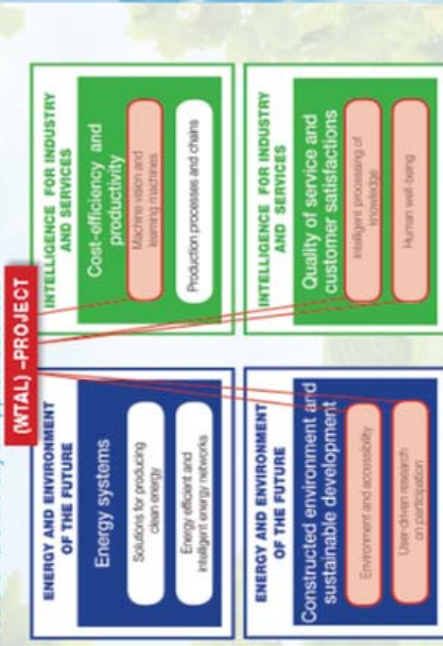 (WTAL) –PROJECT
ENERGY AND ENVIRONMENT
OF THE FUTURE
Energy systems
Solutions for producing
clean energy
Energy efficient and
intelligent energy networks
INTELLIGENCE FOR INDUSTRY
AND SERVICES
Cost-efficiency and
productivity
Machine vision and
learning machines
Production processes and chains
ENERGY AND ENVIRONMENT
OF THE FUTURE
Constructed environment and
sustainable development
Environment and accessibility
User-driven research
on participation
INTELLIGENCE FOR INDUSTRY
AND SERVICES
Quality of service and
customer satisfactions
Intelligent processing of
knowledge
Human well-being